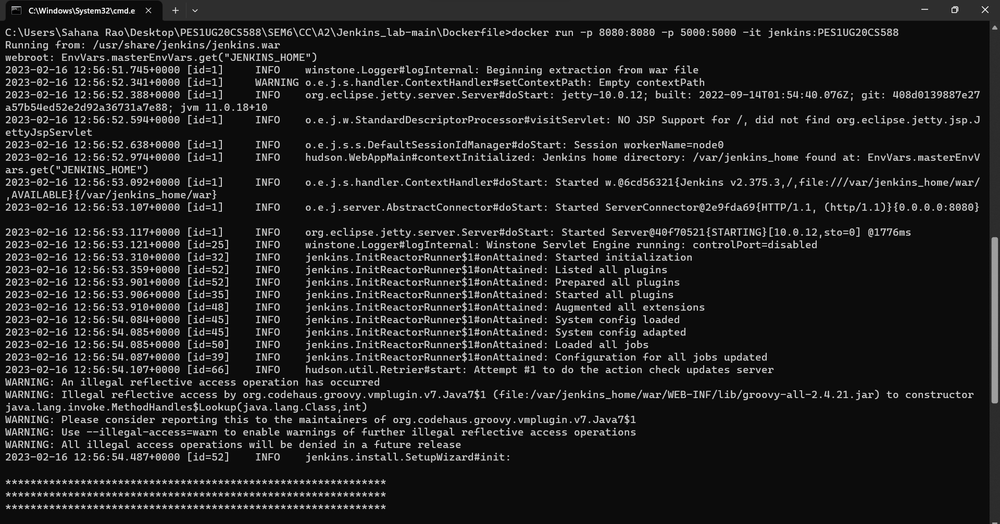 C:\Windows\System32\cmd.e
C:\Users\Sahana Rao\Desktop\PES1UG20CS588\SEM6\CC\A2\Jenkins_lab-main\Dockerfile>docker run -p 8080:8080 -p 5000:5000 -it jenkins:PES1UG20CS588
Running from: /usr/share/jenkins/jenkins.war
webroot: EnvVars.masterEnvVars.get("JENKINS_HOME")
2023-02-16 12:56:51.745+0000 [id=1]     INFO    winstone.Logger#logInternal: Beginning extraction from war file
2023-02-16 12:56:52.341+0000 [id=1]     WARNING o.e.j.s.handler.ContextHandler#setContextPath: Empty contextPath
2023-02-16 12:56:52.388+0000 [id=1]     INFO    org.eclipse.jetty.server.Server#doStart: jetty-10.0.12; built: 2022-09-14T01:54:40.076Z; git: 408d0139887e27
a57b54ed52e2d92a36731a7e88; jvm 11.0.18+10
2023-02-16 12:56:52.594+0000 [id=1]     INFO    o.e.j.w.StandardDescriptorProcessor#visitServlet: NO JSP Support for /, did not find org.eclipse.jetty.jsp.J
ettyJspServlet
2023-02-16 12:56:52.638+0000 [id=1]     INFO    o.e.j.s.s.DefaultSessionIdManager#doStart: Session workerName=node0
2023-02-16 12:56:52.974+0000 [id=1]     INFO    hudson.WebAppMain#contextInitialized: Jenkins home directory: /var/jenkins_home found at: EnvVars.masterEnvV
ars.get("JENKINS_HOME")
2023-02-16 12:56:53.092+0000 [id=1]     INFO    o.e.j.s.handler.ContextHandler#doStart: Started w.@6cd56321{Jenkins v2.375.3,/,file:///var/jenkins_home/war/
,AVAILABLE}{/var/jenkins_home/war}
2023-02-16 12:56:53.107+0000 [id=1]     INFO    o.e.j.server.AbstractConnector#doStart: Started ServerConnector@2e9fda69{HTTP/1.1, (http/1.1)}{0.0.0.0:8080}
2023-02-16 12:56:53.117+0000 [id=1]     INFO    org.eclipse.jetty.server.Server#doStart: Started Server@40f70521{STARTING}[10.0.12,sto=0] @1776ms
2023-02-16 12:56:53.121+0000 [id=25]    INFO    winstone.Logger#logInternal: Winstone Servlet Engine running: controlPort=disabled
2023-02-16 12:56:53.310+0000 [id=32]    INFO    jenkins.InitReactorRunner$1#onAttained: Started initialization
2023-02-16 12:56:53.359+0000 [id=52]    INFO    jenkins.InitReactorRunner$1#onAttained: Listed all plugins
2023-02-16 12:56:53.901+0000 [id=52]    INFO    jenkins.InitReactorRunner$1#onAttained: Prepared all plugins
2023-02-16 12:56:53.906+0000 [id=35]    INFO    jenkins.InitReactorRunner$1#onAttained: Started all plugins
2023-02-16 12:56:53.910+0000 [id=48]    INFO    jenkins.InitReactorRunner$1#onAttained: Augmented all extensions
2023-02-16 12:56:54.084+0000 [id=45]    INFO    jenkins.InitReactorRunner$1#onAttained: System config loaded
2023-02-16 12:56:54.085+0000 [id=45]    INFO    jenkins.InitReactorRunner$1#onAttained: System config adapted
2023-02-16 12:56:54.085+0000 [id=50]    INFO    jenkins.InitReactorRunner$1#onAttained: Loaded all jobs
2023-02-16 12:56:54.087+0000 [id=39]    INFO    jenkins.InitReactorRunner$1#onAttained: Configuration for all jobs updated
2023-02-16 12:56:54.107+0000 [id=66]    INFO    hudson.util.Retrier#start: Attempt #1 to do the action check updates server
WARNING: An illegal reflective access operation has occurred
WARNING: Illegal reflective access by org.codehaus.groovy.vmplugin.v7.Java7$1 (file:/var/jenkins_home/war/WEB-INF/lib/groovy-all-2.4.21.jar) to constructor
java.lang.invoke.MethodHandles$Lookup(java.lang.Class,int)
WARNING: Please consider reporting this to the maintainers of org.codehaus.groovy.vmplugin.v7.Java7$1
WARNING: Use --illegal-access=warn to enable warnings of further illegal reflective access operations
WARNING: All illegal access operations will be denied in a future release
2023-02-16 12:56:54.487+0000 [id=52]    INFO    jenkins.install.SetupWizard#init:
*************************************************************
*************************************************************
*************************************************************